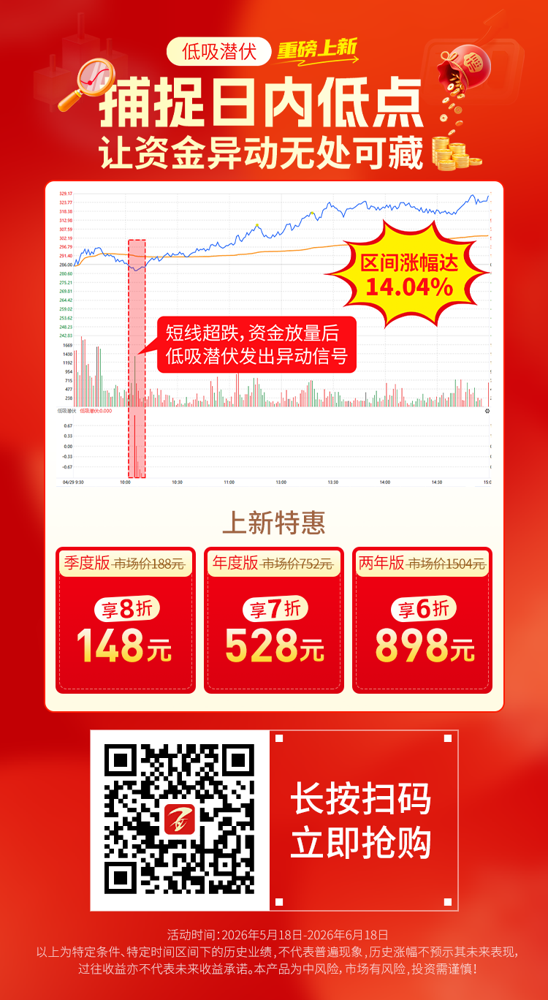 低吸潜伏
重磅上新
捕捉日内低点
让资金异动无处可藏
329.17
323.77
318.38
312.98
307.59
302.19
296.79
291.40
286.00
280.60
275.21
269.81
264.42
259.02
253.62
248.23
242.83
区间涨幅达
14.04%
短线超跌,资金放量后
低吸潜伏发出异动信号
1669
1430
1192
954
715
477
238
低吸潜伏 低吸潜伏:0.000
0.67
0.33
0.00
-0.33
-0.67
04/29 9:30 10:00 10:30 11:00 13:00 13:30 14:00 14:30 15:0
上新特惠
季度版 市场价188元
享8折
148元
年度版 市场价752元
享7折
528元
两年版 市场价1504元
享6折
898元
长按扫码
立即抢购
活动时间:2026年5月18日-2026年6月18日
以上为特定条件、特定时间区间下的历史业绩,不代表普遍现象,历史涨幅不预示其未来表现,
过往收益亦不代表未来收益承诺。本产品为中风险,市场有风险,投资需谨慎!